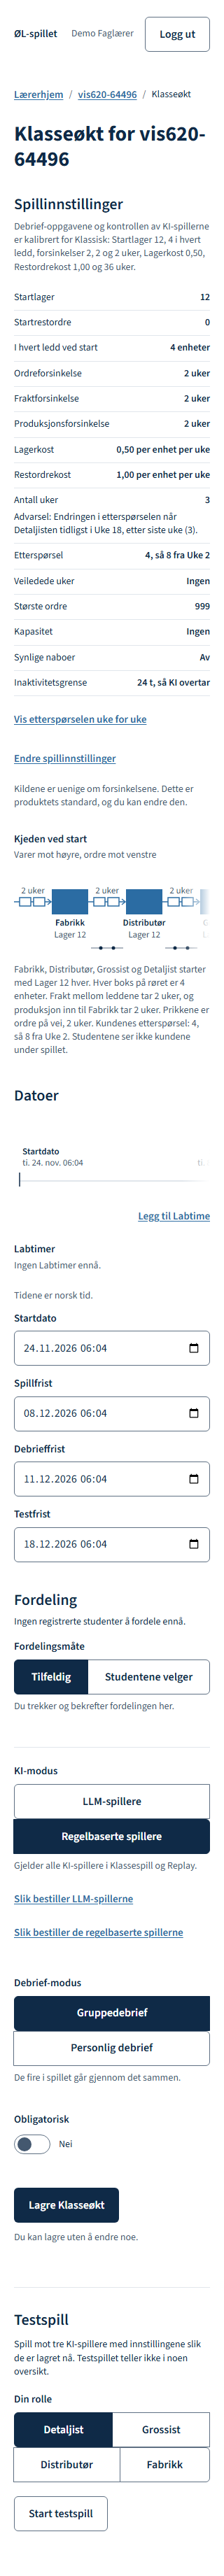 ØL-spillet Demo Faglærer Logg ut
Lærerhjem / vis620-64496 / Klasseøkt
Klasseøkt for vis620-
64496
Spillinnstillinger
Debrief-oppgavene og kontrollen av KI-spillerne
er kalibrert for Klassisk: Startlager 12, 4 i hvert
ledd, forsinkelser 2, 2 og 2 uker, Lagerkost 0,50,
Restordrekost 1,00 og 36 uker.
Startlager 12
Startrestordre 0
I hvert ledd ved start 4 enheter
Ordreforsinkelse 2 uker
Fraktforsinkelse 2 uker
Produksjonsforsinkelse 2 uker
Lagerkost 0,50 per enhet per uke
Restordrekost 1,00 per enhet per uke
Antall uker 3
Advarsel: Endringen i etterspørselen når
Detaljisten tidligst i Uke 18, etter siste uke (3).
Etterspørsel 4, så 8 fra Uke 2
Veiledede uker Ingen
Største ordre 999
Kapasitet Ingen
Synlige naboer Av
Inaktivitetsgrense 24 t, så KI overtar
Vis etterspørselen uke for uke
Endre spillinnstillinger
Kildene er uenige om forsinkelsene. Dette er
produktets standard, og du kan endre den.
Kjeden ved start
Varer mot høyre, ordre mot venstre
2 uker 2 uker 2 uker
Fabrikk Distributør G
Lager 12 Lager 12
Fabrikk, Distributør, Grossist og Detaljist starter
med Lager 12 hver. Hver boks på røret er 4
enheter. Frakt mellom leddene tar 2 uker, og
produksjon inn til Fabrikk tar 2 uker. Prikkene er
ordre på vei, 2 uker. Kundenes etterspørsel: 4,
så 8 fra Uke 2. Studentene ser ikke kundene
under spillet.
Datoer
Startdato
ti. 24. nov. 06:04 ti.
Legg til Labtime
Labtimer
Ingen Labtimer ennå.
Tidene er norsk tid.
Startdato
24.11.2026 06:04
Spillfrist
08.12.2026 06:04
Debrieffrist
11.12.2026 06:04
Testfrist
18.12.2026 06:04
Fordeling
Ingen registrerte studenter å fordele ennå.
Fordelingsmåte
Tilfeldig Studentene velger
Du trekker og bekrefter fordelingen her.
KI-modus
LLM-spillere
Regelbaserte spillere
Gjelder alle KI-spillere i Klassespill og Replay.
Slik bestiller LLM-spillerne
Slik bestiller de regelbaserte spillerne
Debrief-modus
Gruppedebrief
Personlig debrief
De fire i spillet går gjennom det sammen.
Obligatorisk
Nei
Lagre Klasseøkt
Du kan lagre uten å endre noe.
Testspill
Spill mot tre KI-spillere med innstillingene slik
de er lagret nå. Testspillet teller ikke i noen
oversikt.
Din rolle
Detaljist Grossist
Distributør Fabrikk
Start testspill